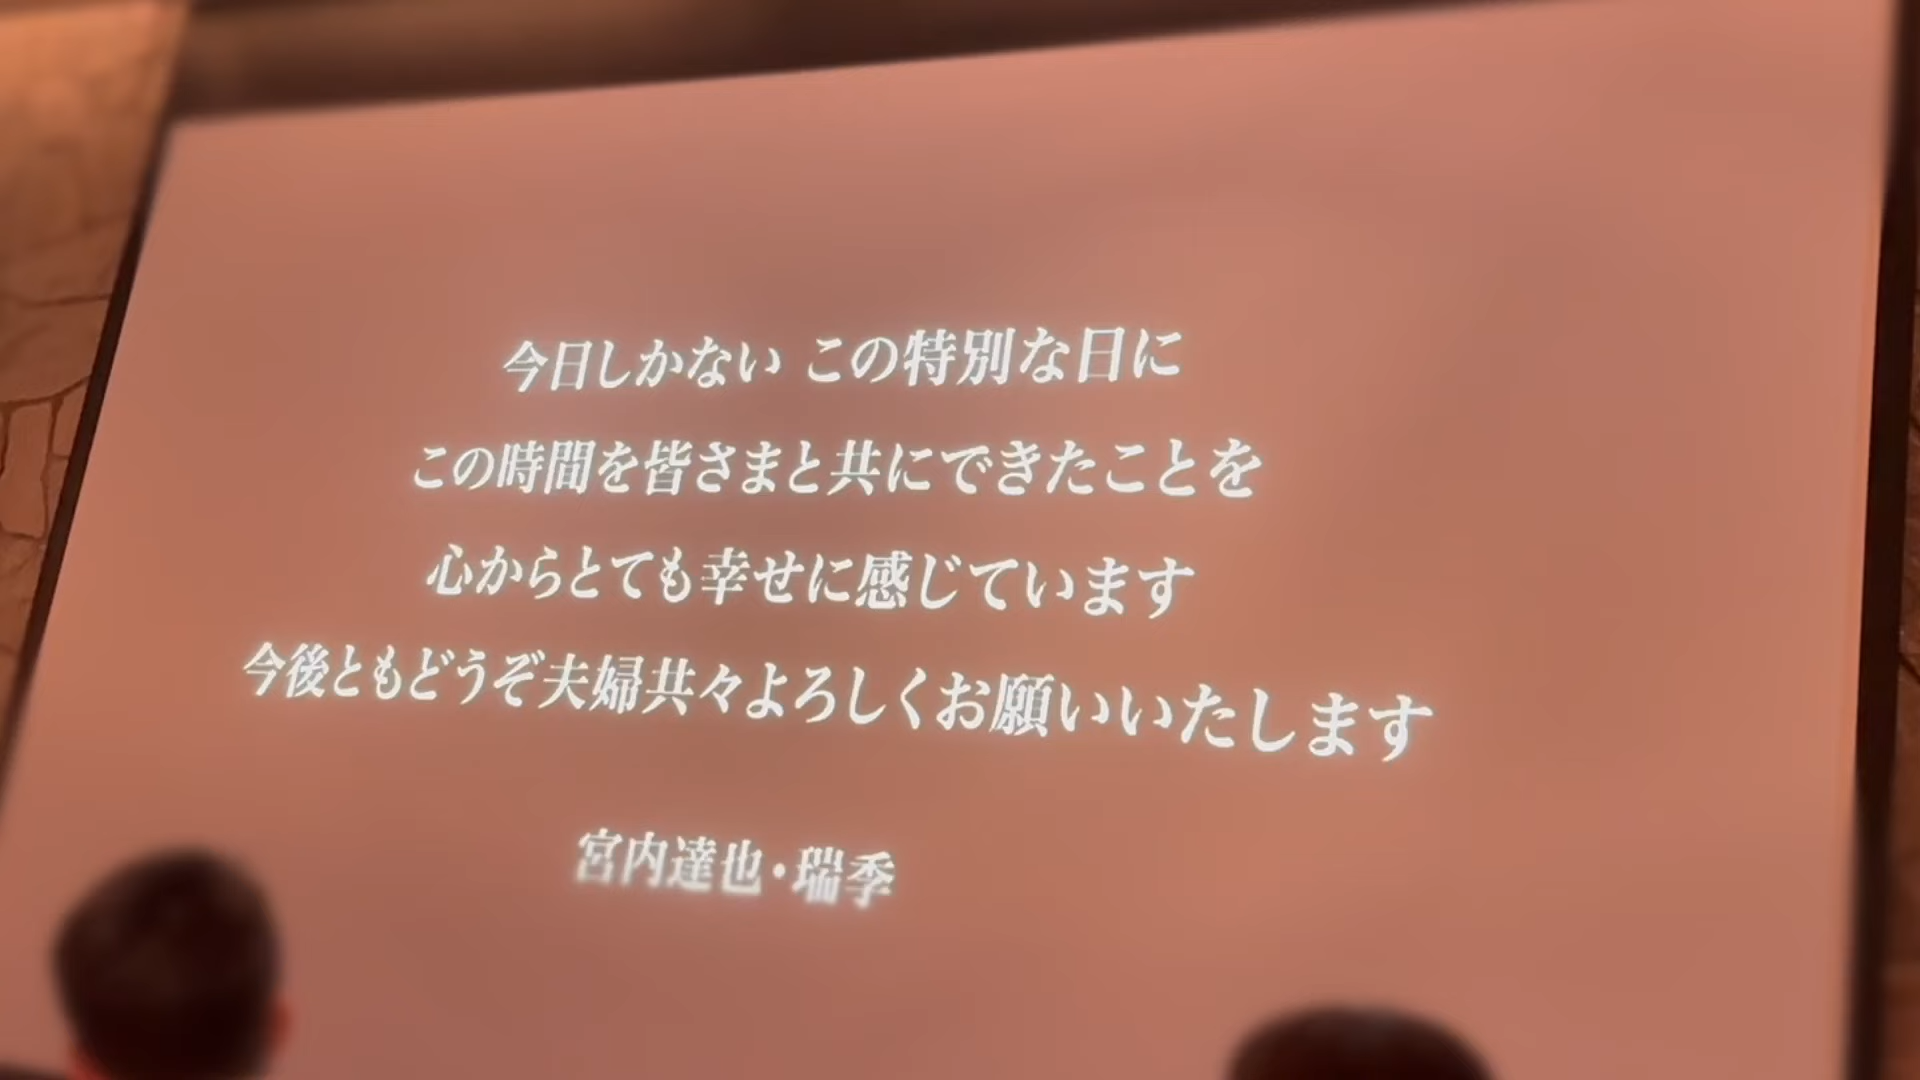 今日しかない この特別な日に
この時間を皆さまと共にできたことを
心からとても幸せに感じています
今後ともどうぞ夫婦共々よろしくお願いいたします
宮内達也・瑞季